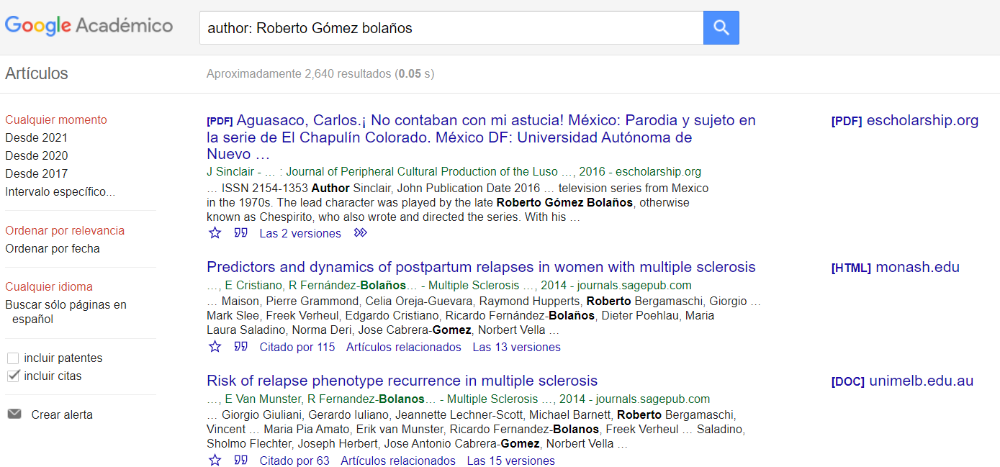 Google Académico
author: Roberto Gómez bolaños
Artículos
Aproximadamente 2,640 resultados (0.05 s)
Cualquier momento
Desde 2021
Desde 2020
Desde 2017
Intervalo específico...
Ordenar por relevancia
Ordenar por fecha
Cualquier idioma
Buscar sólo páginas en
español
incluir patentes
incluir citas
Crear alerta
[PDF] Aguasaco, Carlos.¡ No contaban con mi astucia! México: Parodia y sujeto en
la serie de El Chapulín Colorado. México DF: Universidad Autónoma de
Nuevo …
J Sinclair - … : Journal of Peripheral Cultural Production of the Luso …, 2016 - escholarship.org
… ISSN 2154-1353 Author Sinclair, John Publication Date 2016 … television series from Mexico
in the 1970s. The lead character was played by the late Roberto Gómez Bolaños, otherwise
known as Chespirito, who also wrote and directed the series. With his …
Las 2 versiones
[PDF] escholarship.org
Predictors and dynamics of postpartum relapses in women with multiple sclerosis
…, E Cristiano, R Fernández-Bolaños… - Multiple Sclerosis …, 2014 - journals.sagepub.com
… Maison, Pierre Grammond, Celia Oreja-Guevara, Raymond Hupperts, Roberto Bergamaschi, Giorgio …
Mark Slee, Freek Verheul, Edgardo Cristiano, Ricardo Fernández-Bolaños, Dieter Poehlau, Maria
Laura Saladino, Norma Deri, Jose Cabrera-Gomez, Norbert Vella …
Citado por 115 Artículos relacionados Las 13 versiones
[HTML] monash.edu
Risk of relapse phenotype recurrence in multiple sclerosis
…, E Van Munster, R Fernandez-Bolanos… - Multiple Sclerosis …, 2014 - journals.sagepub.com
… Giorgio Giuliani, Gerardo Iuliano, Jeannette Lechner-Scott, Michael Barnett, Roberto Bergamaschi,
Vincent … Maria Pia Amato, Erik van Munster, Ricardo Fernandez-Bolanos, Freek Verheul … Saladino,
Sholmo Flechter, Joseph Herbert, Jose Antonio Cabrera-Gomez, Norbert Vella …
Citado por 63 Artículos relacionados Las 15 versiones
[DOC] unimelb.edu.au